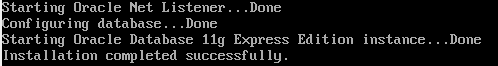 Starting Oracle Net Listener...Done
Configuring database...Done
Starting Oracle Database 11g Express Edition instance...Done
Installation completed successfully.